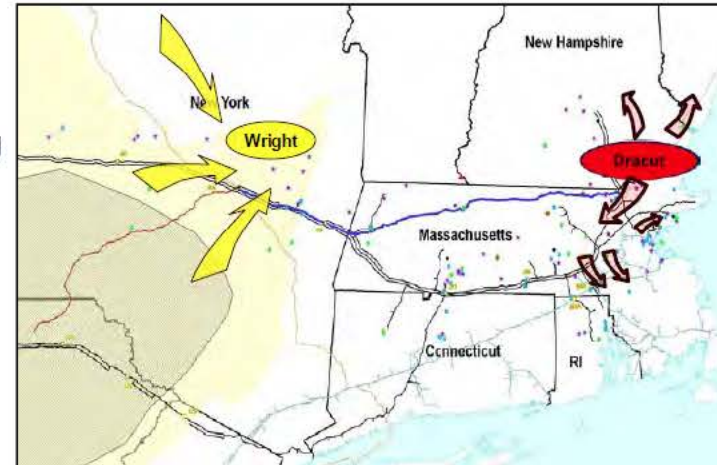 New Hampshire
New York
Wright
Dracut
Massachusetts
Connecticut
RI